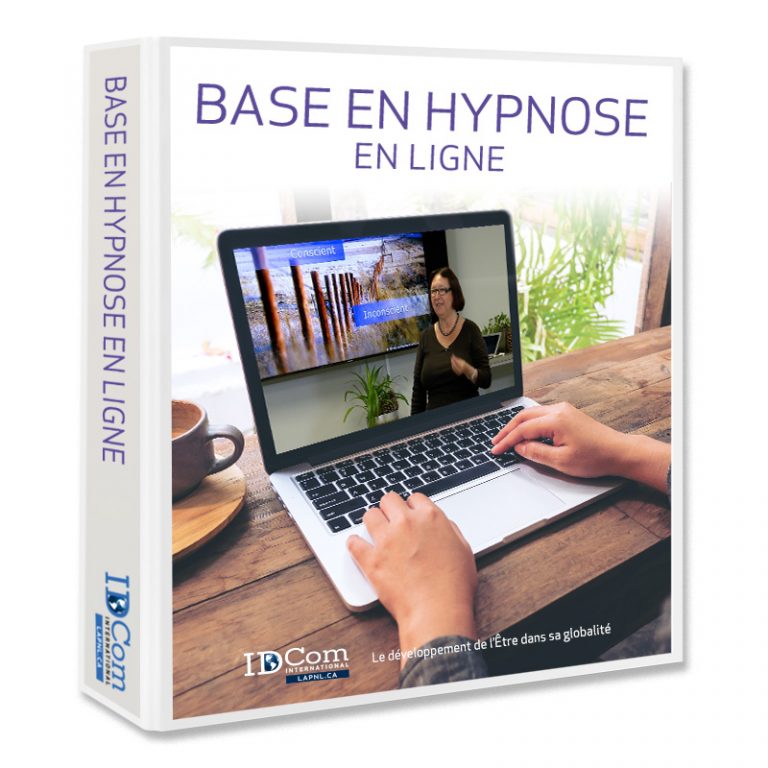 BASE EN HYPNOSE
EN LIGNE
BASE EN HYPNOSE EN LIGNE
Conscient
Inconscient
IDCom
INTERNATIONAL
LAPNL.CA
Le développement de l'Être dans sa globalité
IDCom
INTERNATIONAL
LAPNL.CA